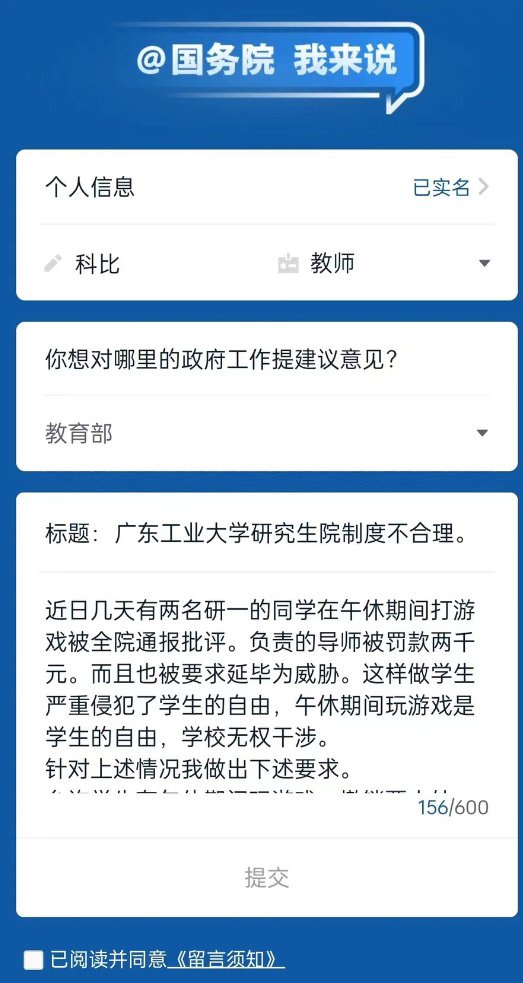 @国务院 我来说
个人信息 已实名
科比 教师
你想对哪里的政府工作提建议意见？
教育部
标题：广东工业大学研究生院制度不合理。
近日几天有两名研一的同学在午休期间打游
戏被全院通报批评。负责的导师被罚款两千
元。而且也被要求延毕为威胁。这样做学生
严重侵犯了学生的自由，午休期间玩游戏是
学生的自由，学校无权干涉。
针对上述情况我做出下述要求。
156/600
提交
已阅读并同意《留言须知》